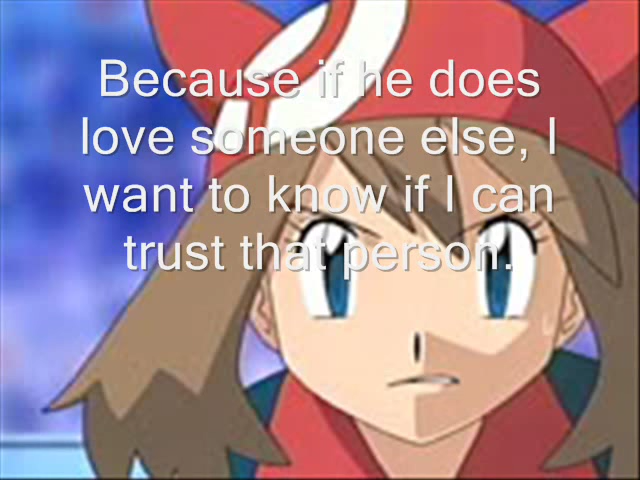 Because if he does
love someone else, I
want to know if I can
trust that person.